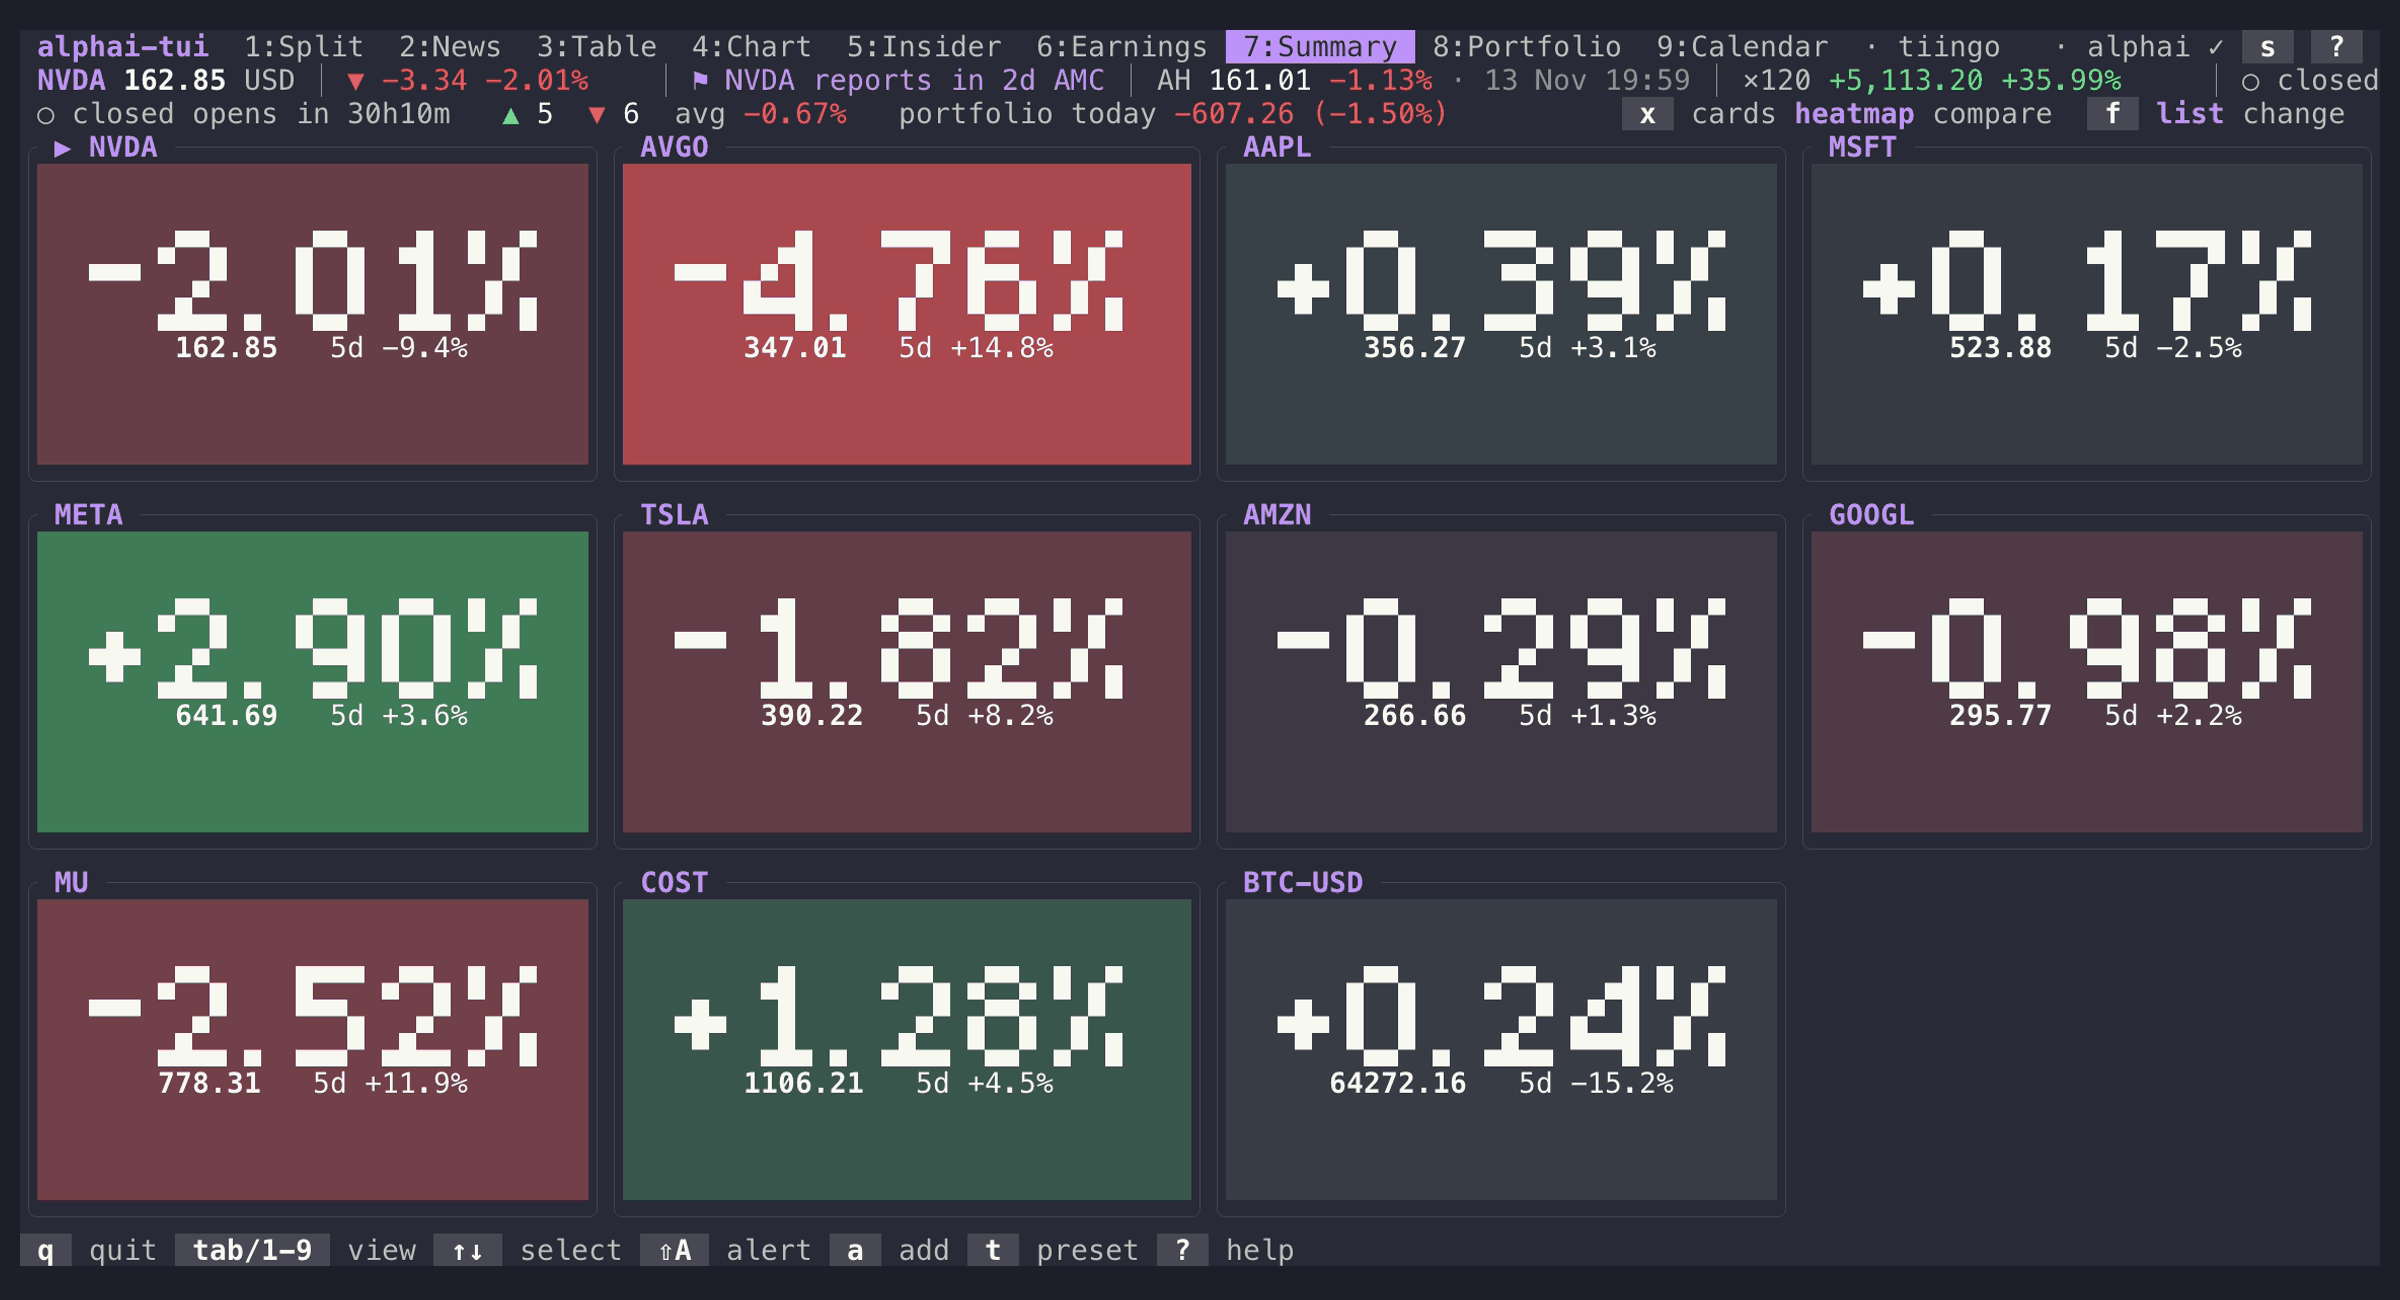 alphai-tui 1:Split 2:News 3:Table 4:Chart 5:Insider 6:Earnings 7:Summary 8:Portfolio 9:Calendar · tiingo · alphai ✓ s ?
NVDA 162.85 USD │ ▼ −3.34 −2.01% │ ⚑ NVDA reports in 2d AMC │ AH 161.01 −1.13% · 13 Nov 19:59 │ ×120 +5,113.20 +35.99% │ ○ closed
○ closed opens in 30h10m ▲ 5 ▼ 6 avg −0.67% portfolio today −607.26 (−1.50%) x cards heatmap compare f list change
▶ NVDA AVGO AAPL MSFT
−2.01% −4.76% +0.39% +0.17%
162.85 5d −9.4% 347.01 5d +14.8% 356.27 5d +3.1% 523.88 5d −2.5%
META TSLA AMZN GOOGL
+2.90% −1.82% −0.29% −0.98%
641.69 5d +3.6% 390.22 5d +8.2% 266.66 5d +1.3% 295.77 5d +2.2%
MU COST BTC−USD
−2.52% +1.28% +0.24%
778.31 5d +11.9% 1106.21 5d +4.5% 64272.16 5d −15.2%
q quit tab/1−9 view ↑↓ select ⇧A alert a add t preset ? help